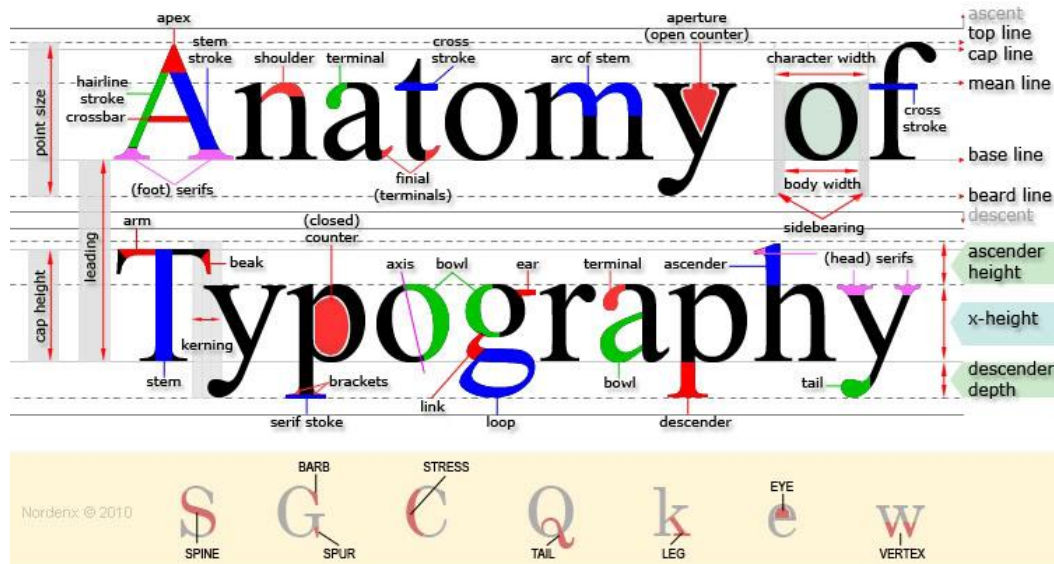 apex
aperture
(open counter)
ascent
top line
cap line
stem
stroke
shoulder
terminal
cross
stroke
arc of stem
character width
hairline
stroke
crossbar
mean line
point size
Anatomy of
cross
stroke
base line
(foot) serifs
finial
(terminals)
body width
beard line
sidebearing
descent
leading
arm
(closed)
counter
beak
axis
bowl
ear
terminal
ascender
(head) serifs
ascender
height
cap height
Typography
x-height
kerning
stem
brackets
link
bowl
tail
descender
depth
serif stoke
loop
descender
BARB
STRESS
EYE
Nordenx © 2010
S G C Q k e w
SPINE
SPUR
TAIL
LEG
VERTEX